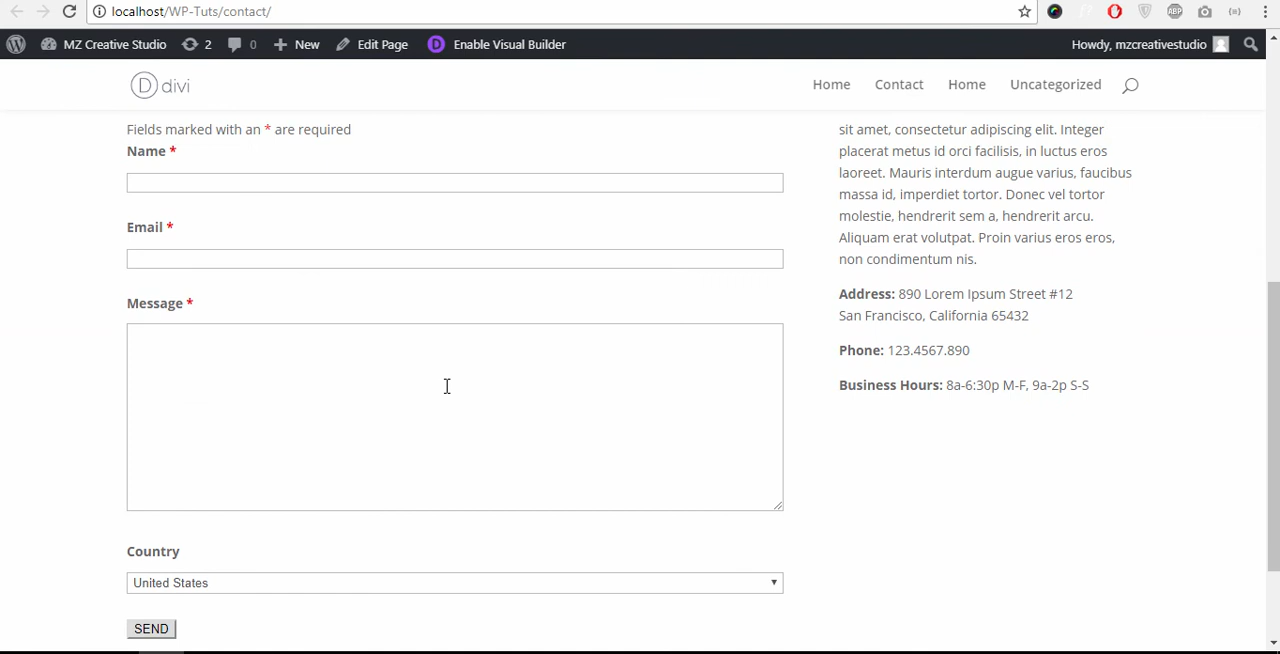 localhost/WP-Tuts/contact/
ABP
MZ Creative Studio 2 0 New Edit Page D Enable Visual Builder Howdy, mzcreativestudio
D divi Home Contact Home Uncategorized
Fields marked with an * are required
Name *
Email *
Message *
Country
United States
SEND
sit amet, consectetur adipiscing elit. Integer
placerat metus id orci facilisis, in luctus eros
laoreet. Mauris interdum augue varius, faucibus
massa id, imperdiet tortor. Donec vel tortor
molestie, hendrerit sem a, hendrerit arcu.
Aliquam erat volutpat. Proin varius eros eros,
non condimentum nis.
Address: 890 Lorem Ipsum Street #12
San Francisco, California 65432
Phone: 123.4567.890
Business Hours: 8a-6:30p M-F, 9a-2p S-S